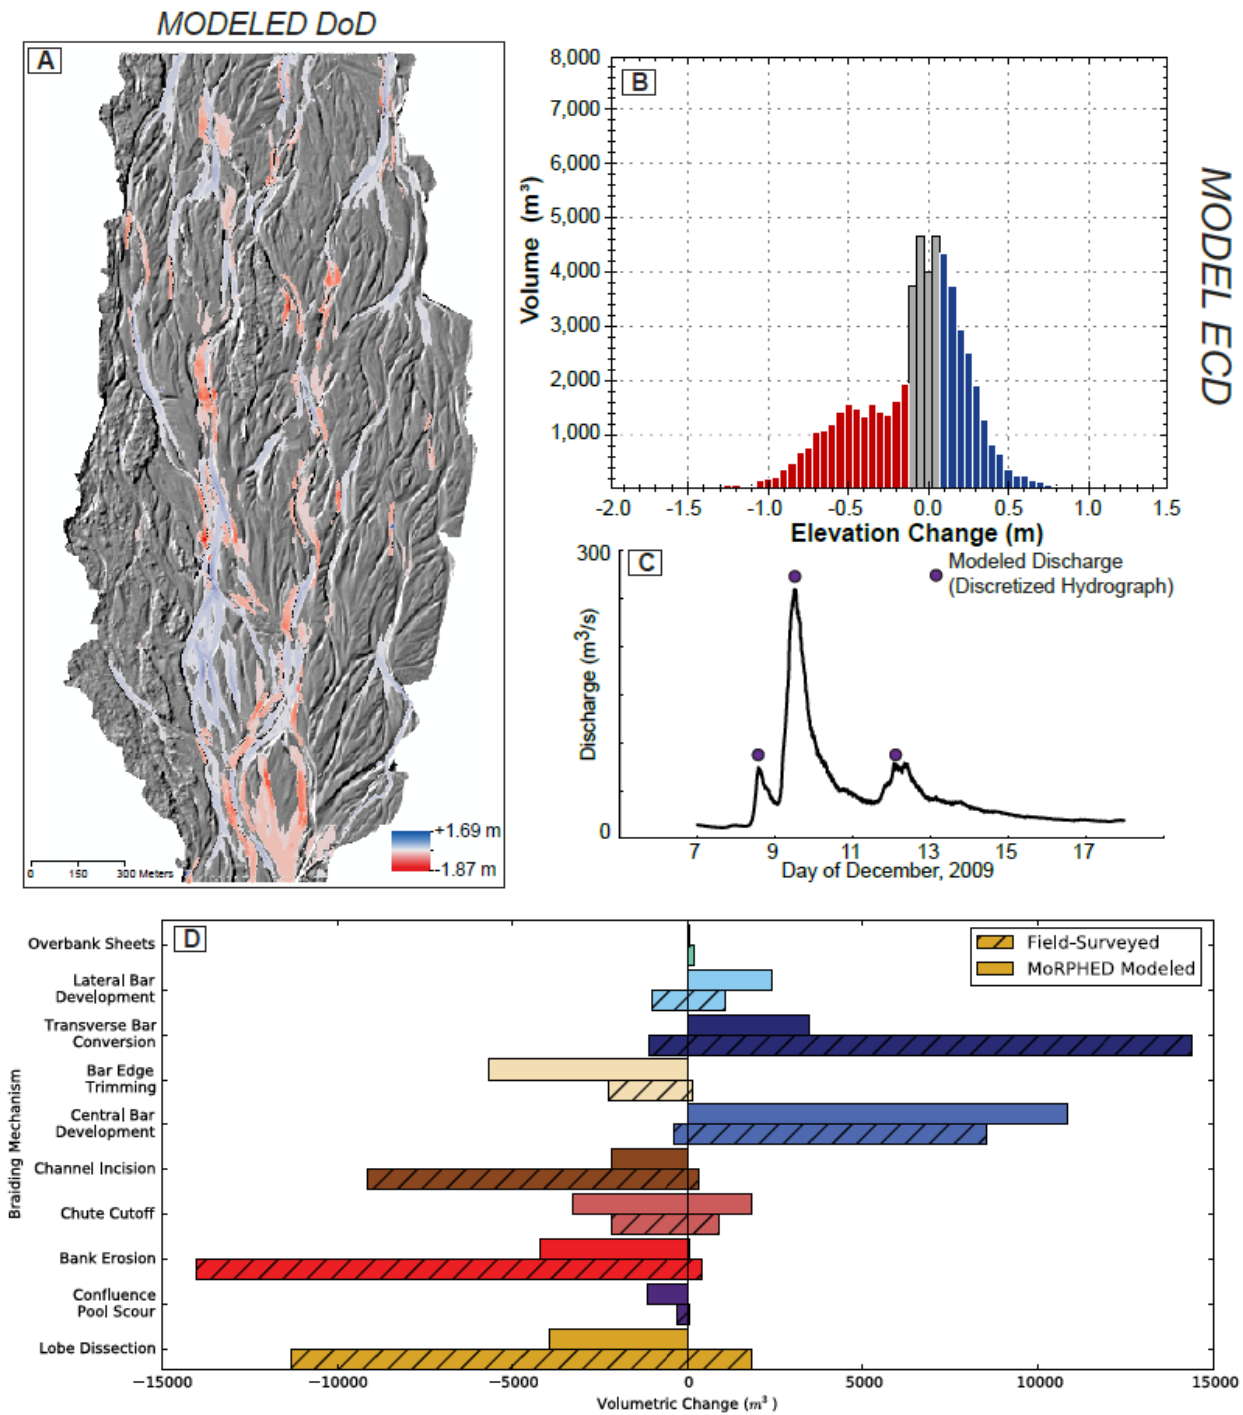 MODELED DoD
A
+1.69 m
-1.87 m
0 150 300 Meters
B
8,000
7,000
6,000
5,000
4,000
3,000
2,000
1,000
Volume (m³)
-2.0 -1.5 -1.0 -0.5 0.0 0.5 1.0 1.5
Elevation Change (m)
MODEL ECD
C
300
0
Discharge (m³/s)
Modeled Discharge
(Discretized Hydrograph)
7 9 11 13 15 17
Day of December, 2009
D
Field-Surveyed
MoRPHED Modeled
Braiding Mechanism
Overbank Sheets
Lateral Bar
Development
Transverse Bar
Conversion
Bar Edge
Trimming
Central Bar
Development
Channel Incision
Chute Cutoff
Bank Erosion
Confluence
Pool Scour
Lobe Dissection
−15000 −10000 −5000 0 5000 10000 15000
Volumetric Change (m³)